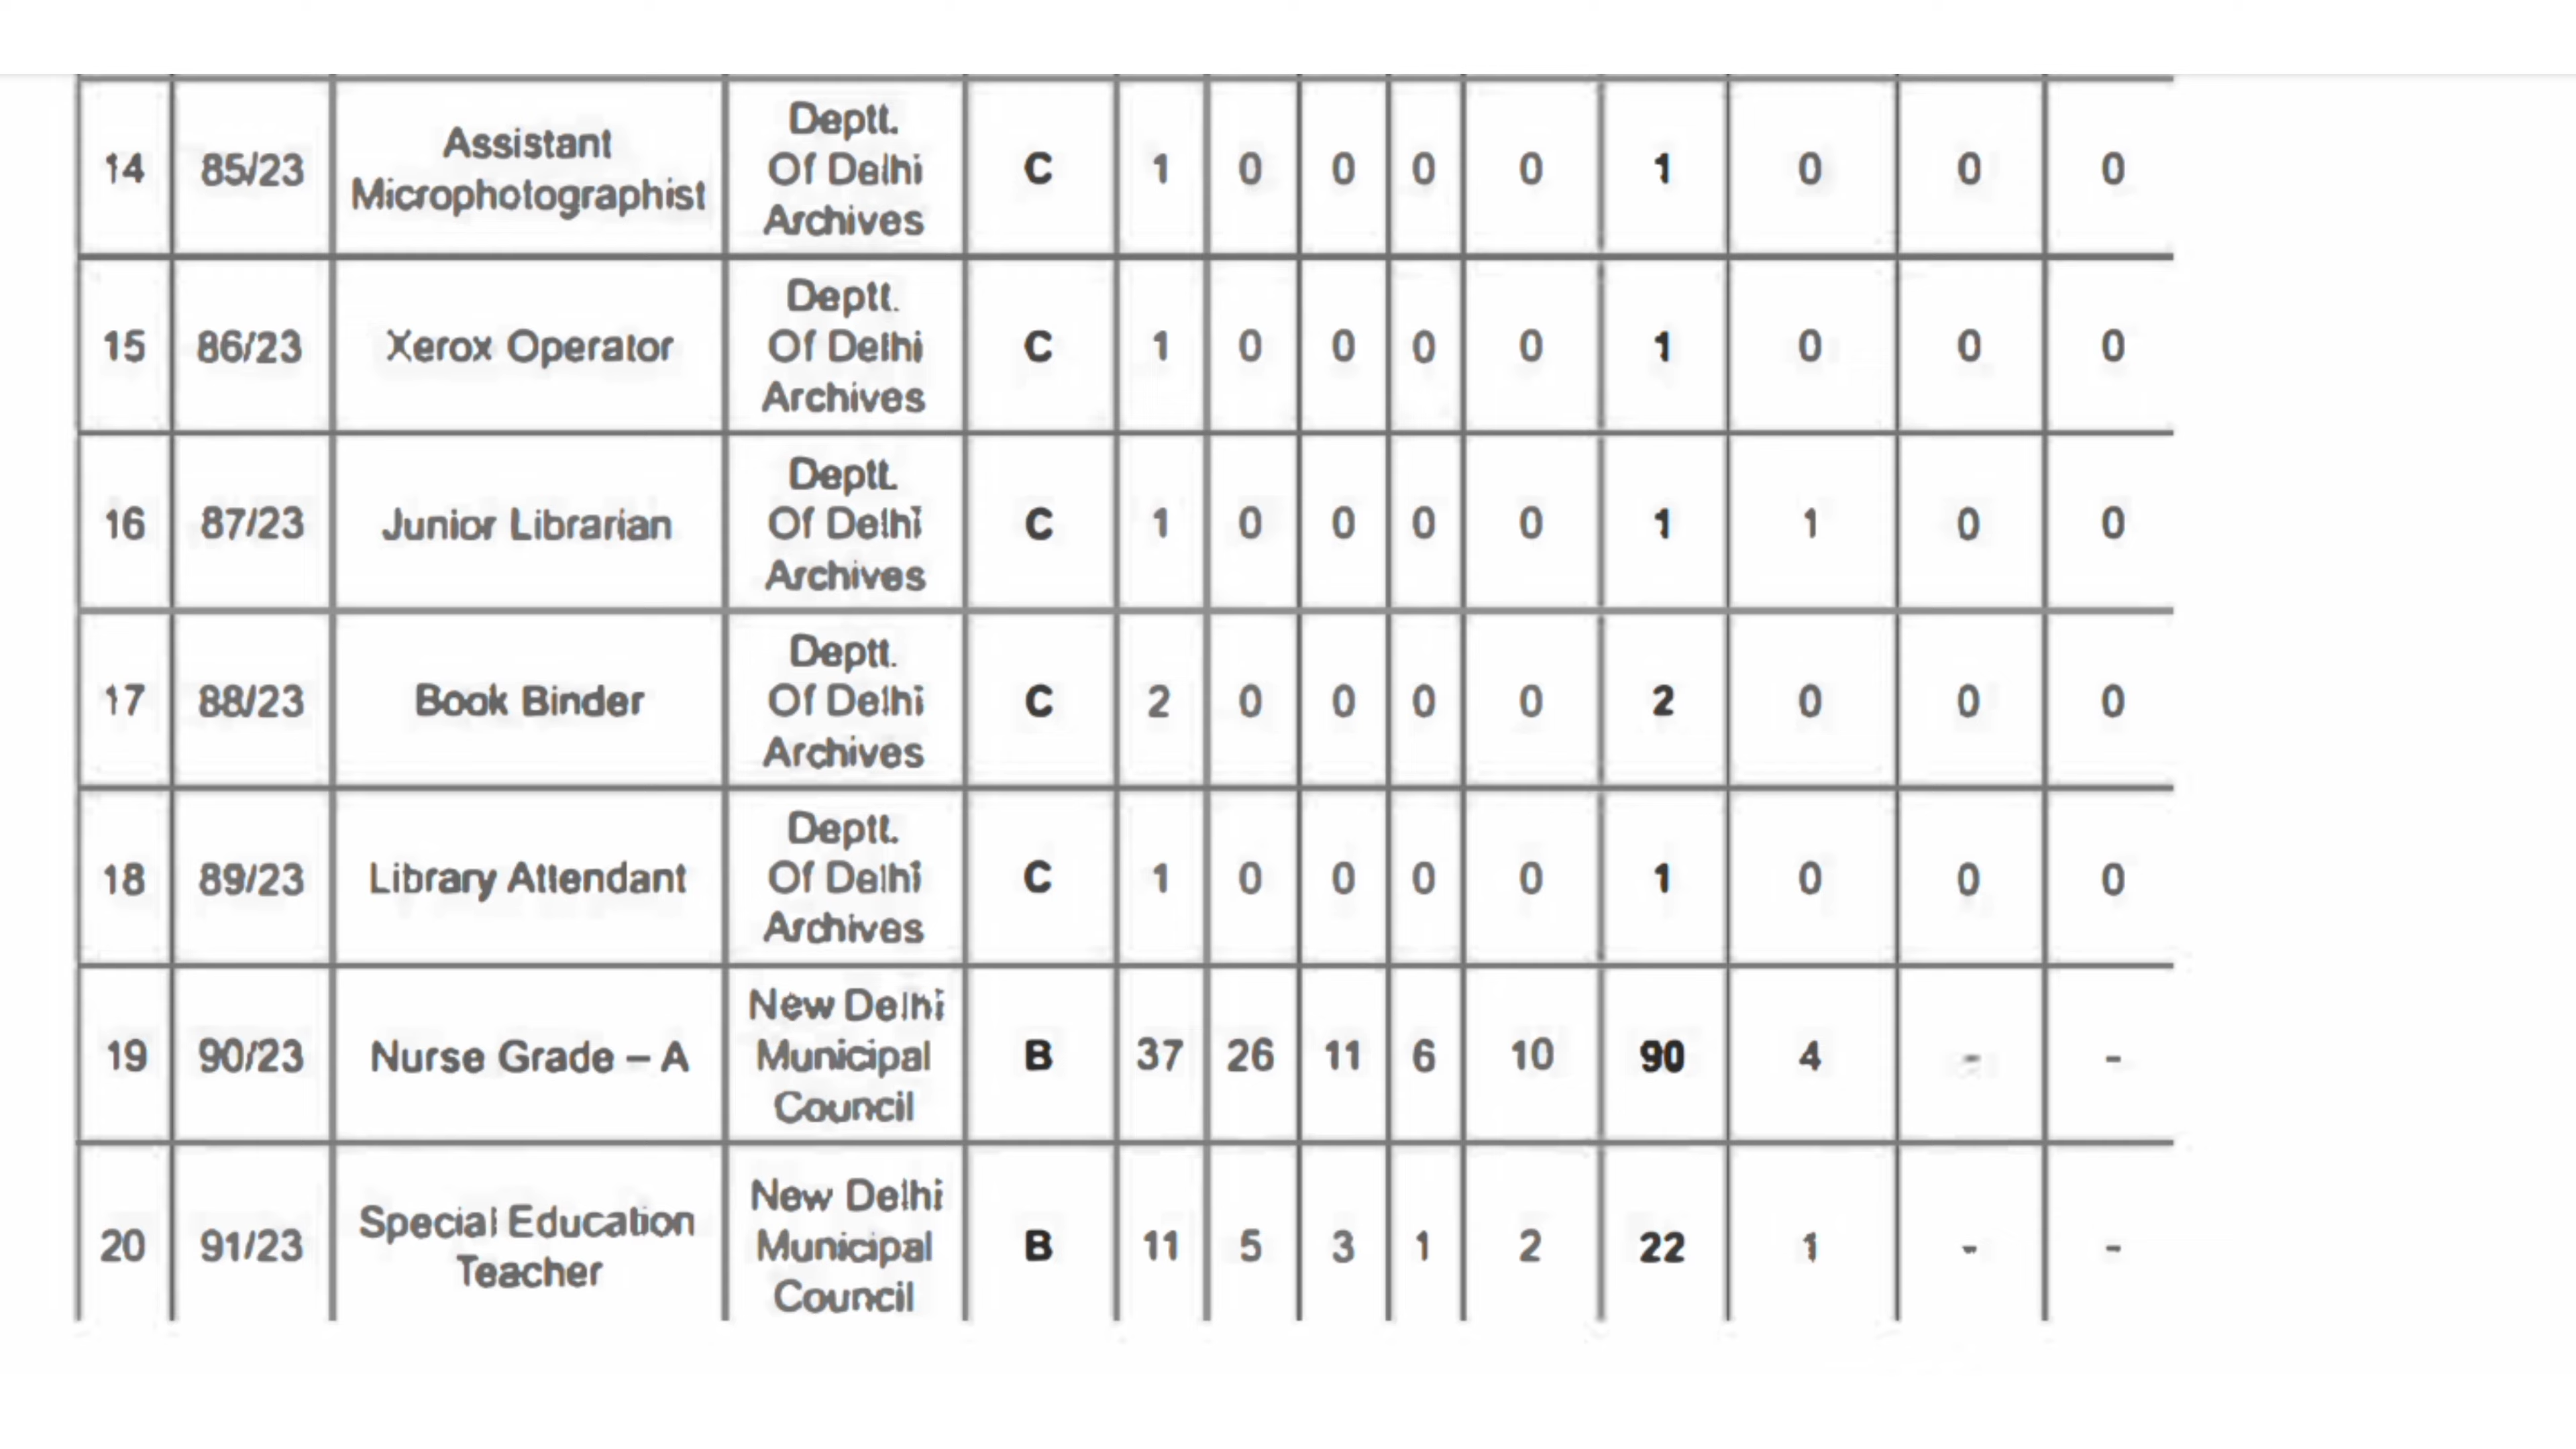 14 85/23 Assistant Microphotographist Deptt. Of Delhi Archives C 1 0 0 0 0 1 0 0 0
15 86/23 Xerox Operator Deptt. Of Delhi Archives C 1 0 0 0 0 1 0 0 0
16 87/23 Junior Librarian Deptt. Of Delhi Archives C 1 0 0 0 0 1 1 0 0
17 88/23 Book Binder Deptt. Of Delhi Archives C 2 0 0 0 0 2 0 0 0
18 89/23 Library Attendant Deptt. Of Delhi Archives C 1 0 0 0 0 1 0 0 0
19 90/23 Nurse Grade – A New Delhi Municipal Council B 37 26 11 6 10 90 4 - -
20 91/23 Special Education Teacher New Delhi Municipal Council B 11 5 3 1 2 22 1 - -